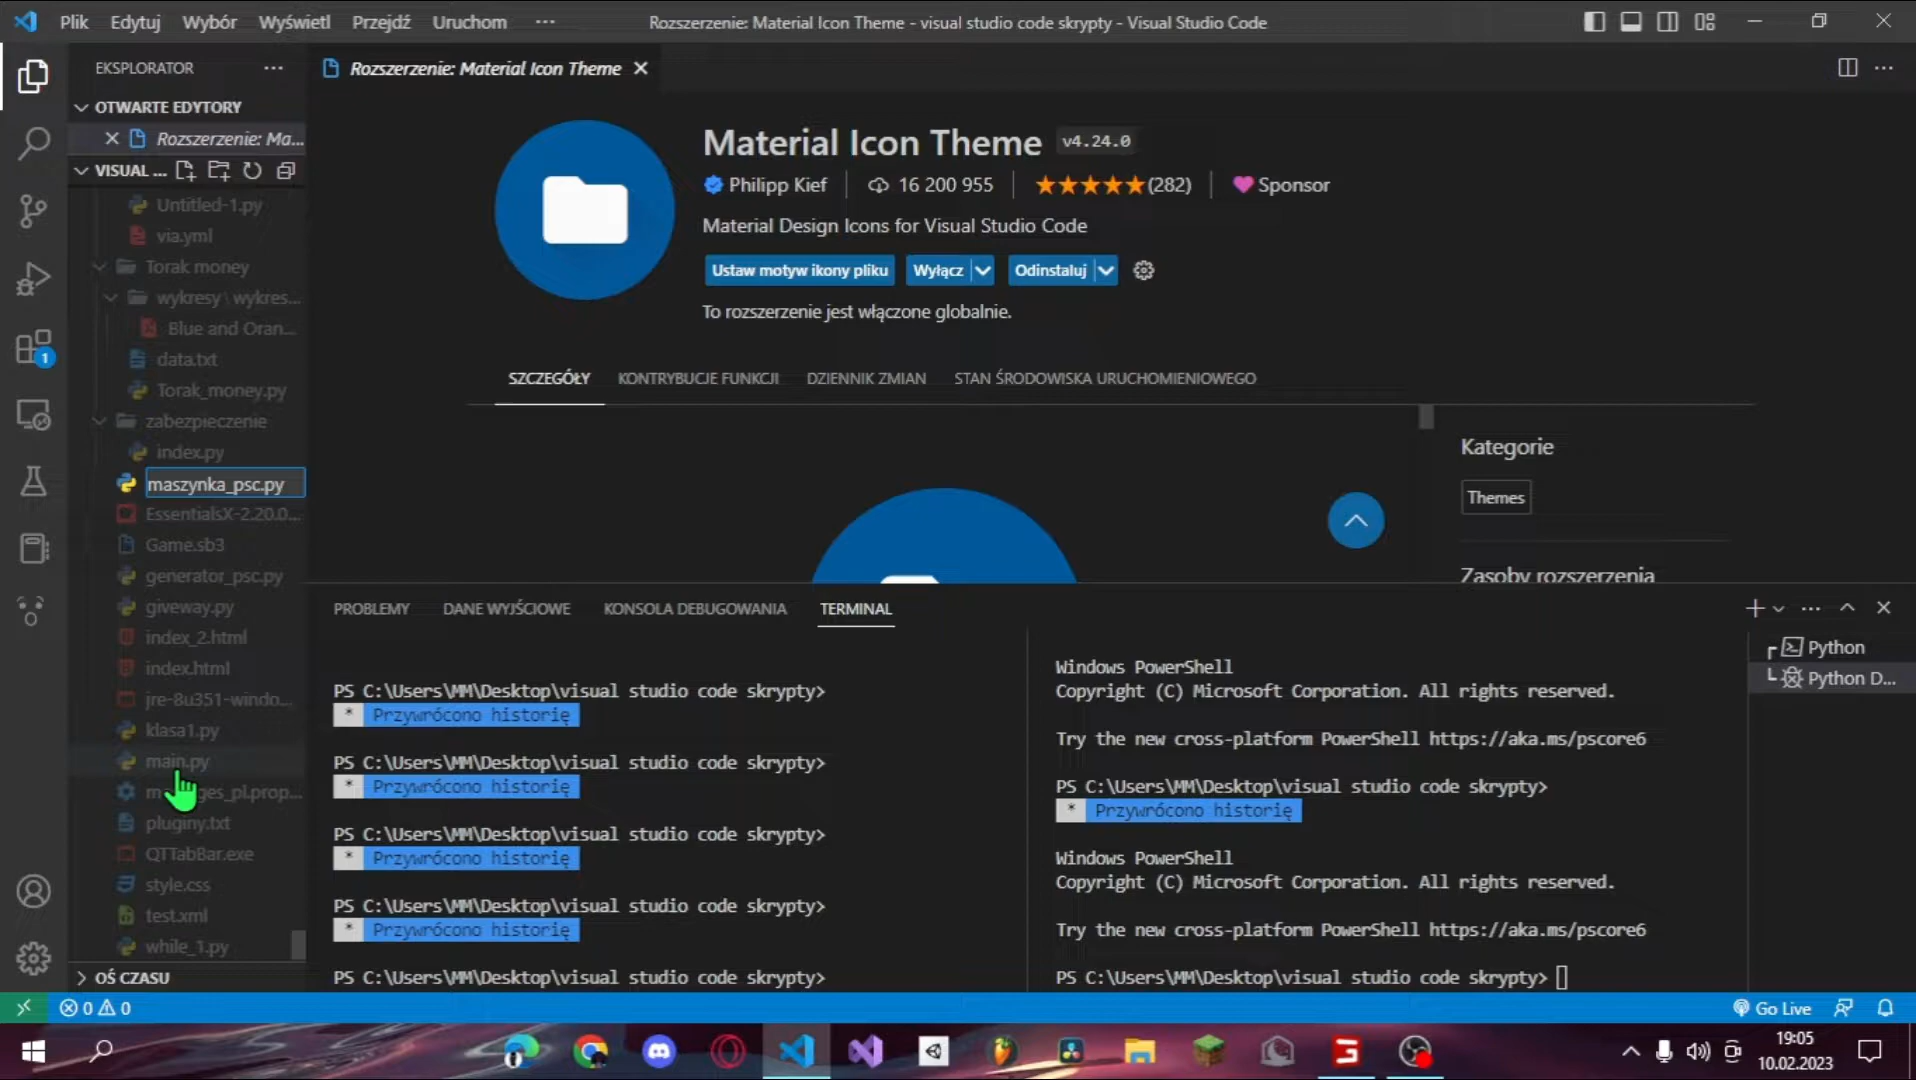 Plik Edytuj Wybór Wyświetl Przejdź Uruchom ···
Rozszerzenie: Material Icon Theme - visual studio code skrypty - Visual Studio Code
EKSPLORATOR ···
OTWARTE EDYTORY
Rozszerzenie: Ma...
VISUAL ...
Untitled-1.py
via.yml
Torak money
wykresy \ wykres...
Blue and Oran...
data.txt
Torak_money.py
zabezpieczenie
index.py
maszynka_psc.py
EssentialsX-2.20.0...
Game.sb3
generator_psc.py
giveway.py
index_2.html
index.html
jre-8u351-windo...
klasa1.py
main.py
pluginy.txt
QTTabBar.exe
style.css
test.xml
while_1.py
OŚ CZASU
1
Rozszerzenie: Material Icon Theme
Material Icon Theme v4.24.0
Philipp Kief 16 200 955 ★★★★★(282) Sponsor
Material Design Icons for Visual Studio Code
Ustaw motyw ikony pliku Wyłącz Odinstaluj
To rozszerzenie jest włączone globalnie.
SZCZEGÓŁY KONTRYBUCJE FUNKCJI DZIENNIK ZMIAN STAN ŚRODOWISKA URUCHOMIENIOWEGO
Kategorie
Themes
Zasoby rozszerzenia
PROBLEMY DANE WYJŚCIOWE KONSOLA DEBUGOWANIA TERMINAL
PS C:\Users\MM\Desktop\visual studio code skrypty>
* Przywrócono historię
PS C:\Users\MM\Desktop\visual studio code skrypty>
* Przywrócono historię
PS C:\Users\MM\Desktop\visual studio code skrypty>
* Przywrócono historię
PS C:\Users\MM\Desktop\visual studio code skrypty>
* Przywrócono historię
PS C:\Users\MM\Desktop\visual studio code skrypty>
Windows PowerShell
Copyright (C) Microsoft Corporation. All rights reserved.
Try the new cross-platform PowerShell https://aka.ms/pscore6
PS C:\Users\MM\Desktop\visual studio code skrypty>
* Przywrócono historię
Windows PowerShell
Copyright (C) Microsoft Corporation. All rights reserved.
Try the new cross-platform PowerShell https://aka.ms/pscore6
PS C:\Users\MM\Desktop\visual studio code skrypty>
Python
Python D...
0 0
Go Live
19:05
10.02.2023